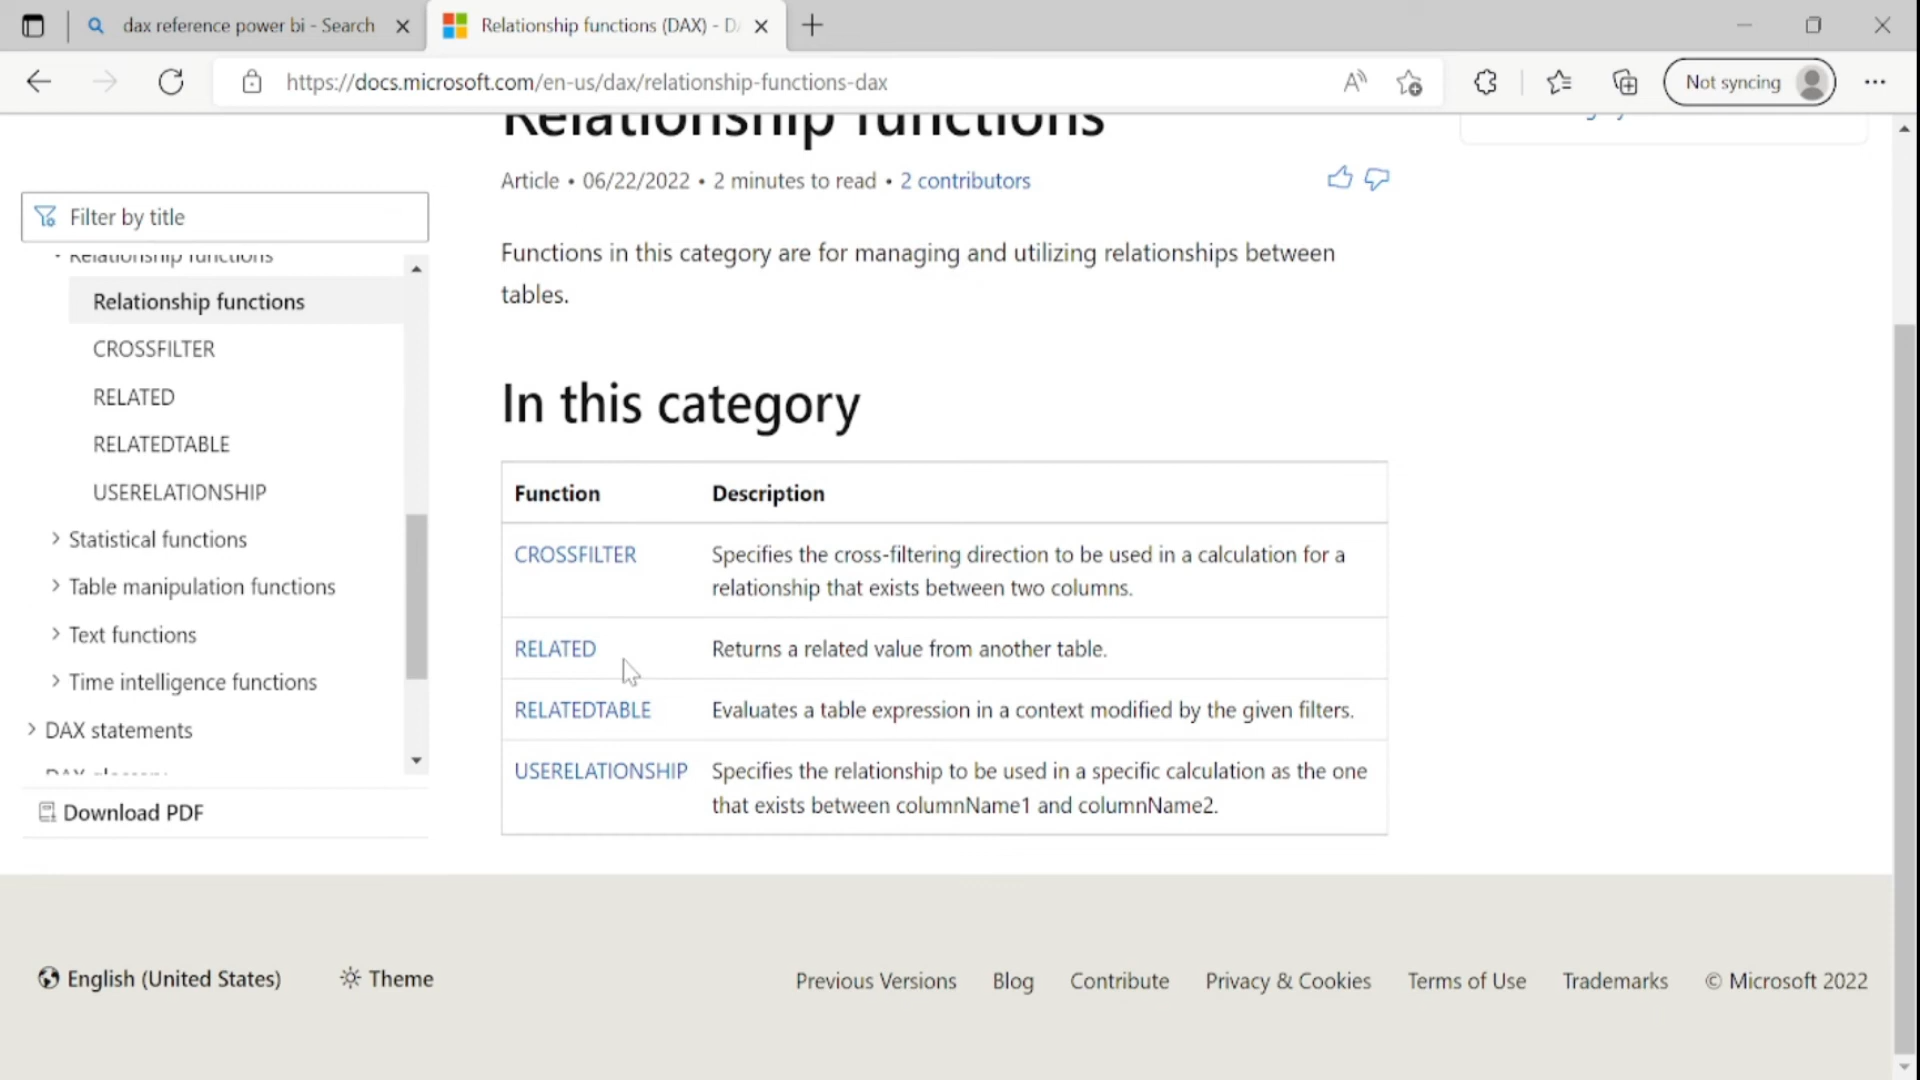 dax reference power bi - Search
Relationship functions (DAX) - D
https://docs.microsoft.com/en-us/dax/relationship-functions-dax
Not syncing
Relationship functions
Article • 06/22/2022 • 2 minutes to read • 2 contributors
Filter by title
Relationship functions
Relationship functions
CROSSFILTER
RELATED
RELATEDTABLE
USERELATIONSHIP
Statistical functions
Table manipulation functions
Text functions
Time intelligence functions
DAX statements
Download PDF
Functions in this category are for managing and utilizing relationships between
tables.
In this category
Function Description
CROSSFILTER Specifies the cross-filtering direction to be used in a calculation for a
relationship that exists between two columns.
RELATED Returns a related value from another table.
RELATEDTABLE Evaluates a table expression in a context modified by the given filters.
USERELATIONSHIP Specifies the relationship to be used in a specific calculation as the one
that exists between columnName1 and columnName2.
English (United States) Theme Previous Versions Blog Contribute Privacy & Cookies Terms of Use Trademarks © Microsoft 2022